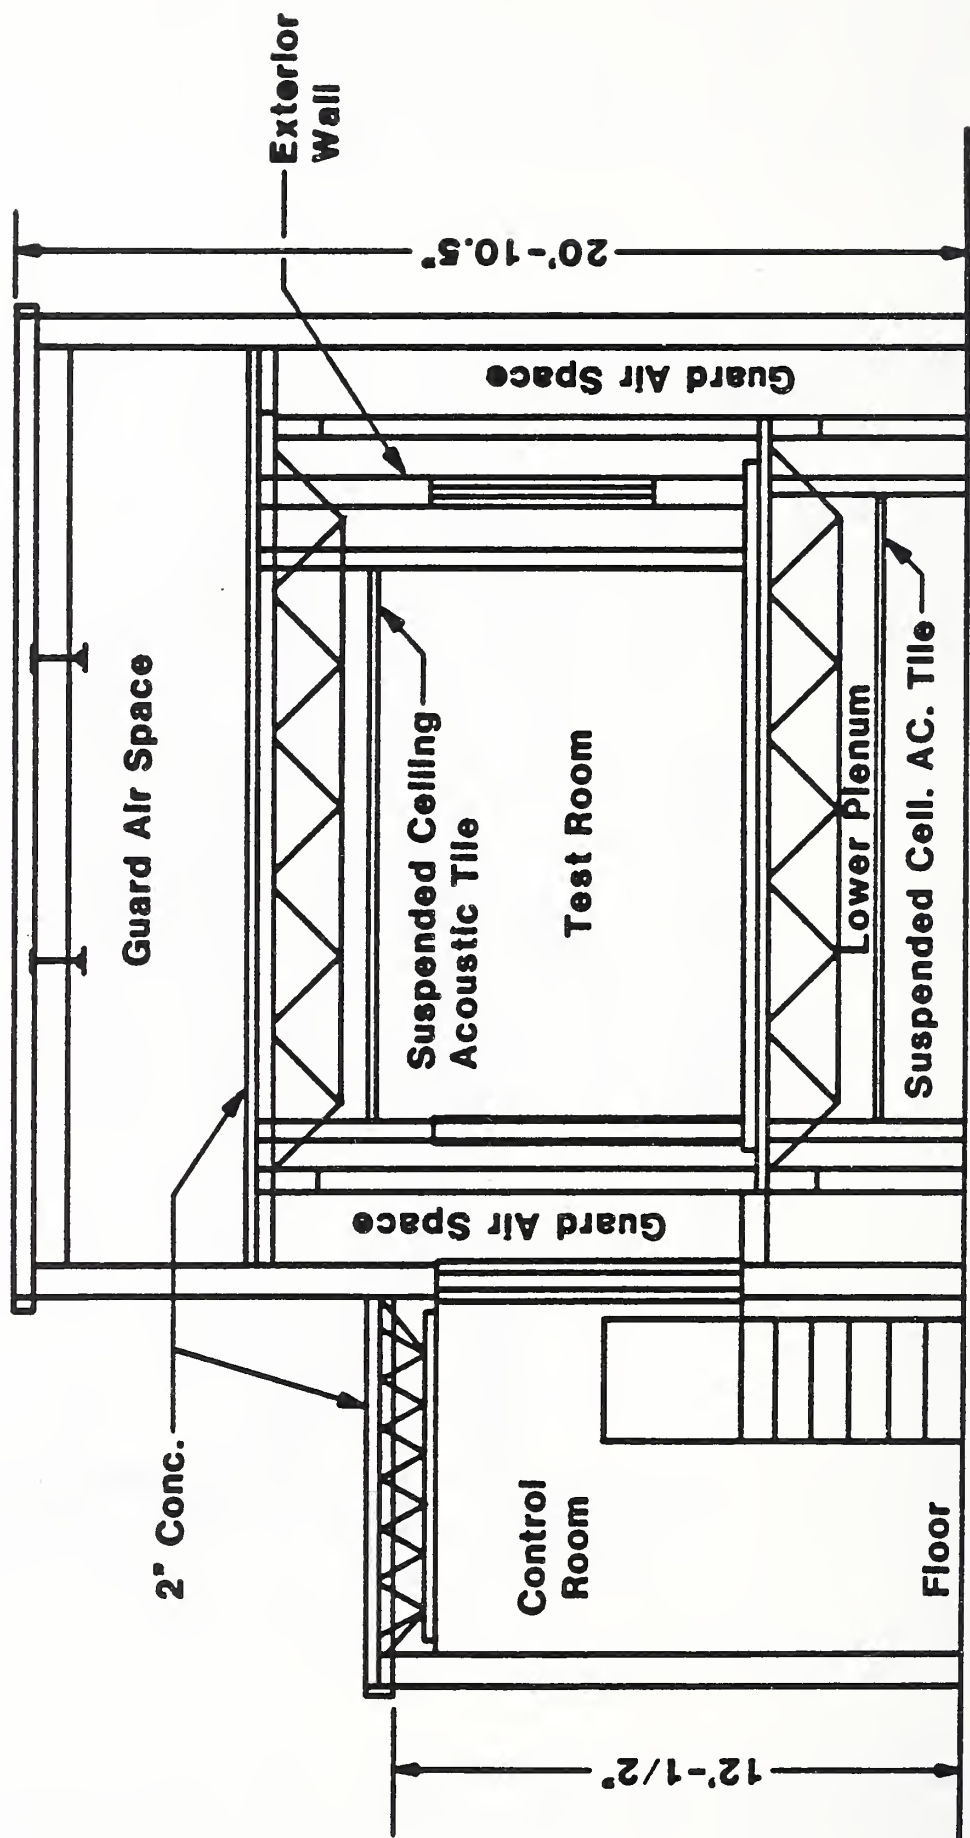 Exterior
Wall
20'-10.5"
Guard Air Space
Guard Air Space
Suspended Ceiling
Acoustic Tile
Test Room
Lower Plenum
Suspended Ceil. AC. Tile
Guard Air Space
2" Conc.
Control
Room
Floor
12'-1/2"